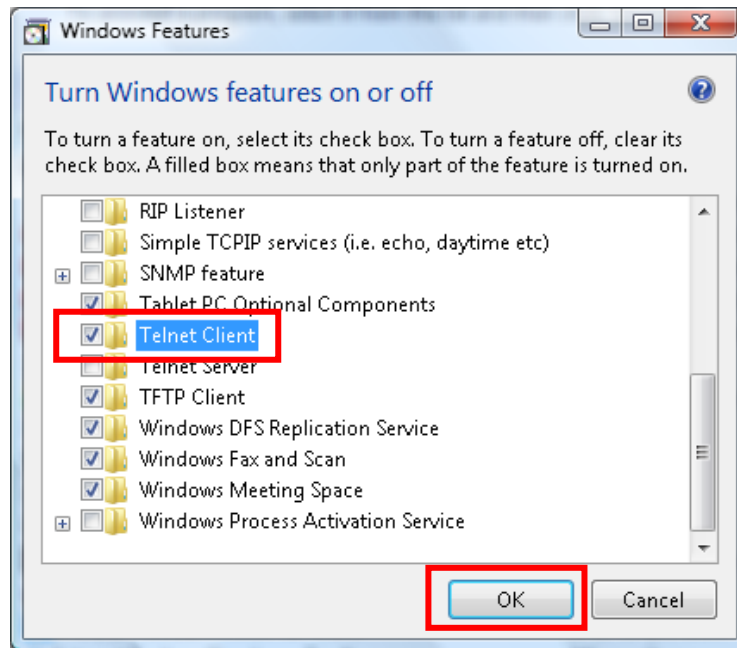 Windows Features
Turn Windows features on or off
To turn a feature on, select its check box. To turn a feature off, clear its
check box. A filled box means that only part of the feature is turned on.
RIP Listener
Simple TCPIP services (i.e. echo, daytime etc)
SNMP feature
Tablet PC Optional Components
Telnet Client
Telnet Server
TFTP Client
Windows DFS Replication Service
Windows Fax and Scan
Windows Meeting Space
Windows Process Activation Service
OK
Cancel